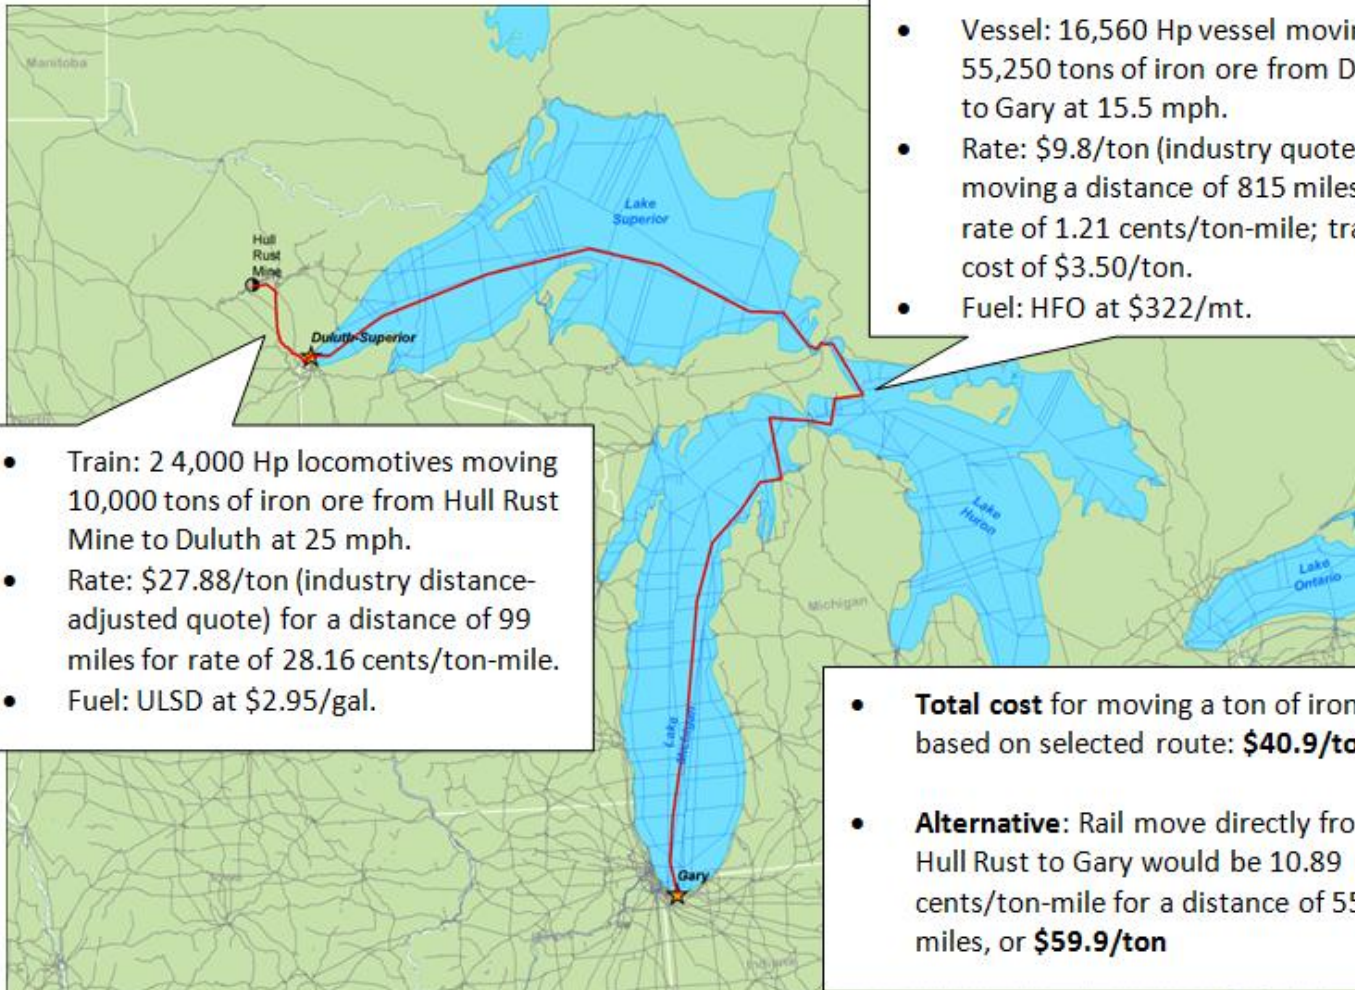 Manitoba
• Vessel: 16,560 Hp vessel movin
55,250 tons of iron ore from D
to Gary at 15.5 mph.
• Rate: $9.8/ton (industry quote
moving a distance of 815 miles
rate of 1.21 cents/ton-mile; tra
cost of $3.50/ton.
• Fuel: HFO at $322/mt.
Lake
Superior
Hull
Rust
Mine
Duluth-Superior
• Train: 2 4,000 Hp locomotives moving
10,000 tons of iron ore from Hull Rust
Mine to Duluth at 25 mph.
• Rate: $27.88/ton (industry distance-
adjusted quote) for a distance of 99
miles for rate of 28.16 cents/ton-mile.
• Fuel: ULSD at $2.95/gal.
Lake
Huron
Lake
Ontario
Michigan
Lake
Michigan
• Total cost for moving a ton of iron
based on selected route: $40.9/to
• Alternative: Rail move directly fro
Hull Rust to Gary would be 10.89
cents/ton-mile for a distance of 55
miles, or $59.9/ton
Gary
Indiana